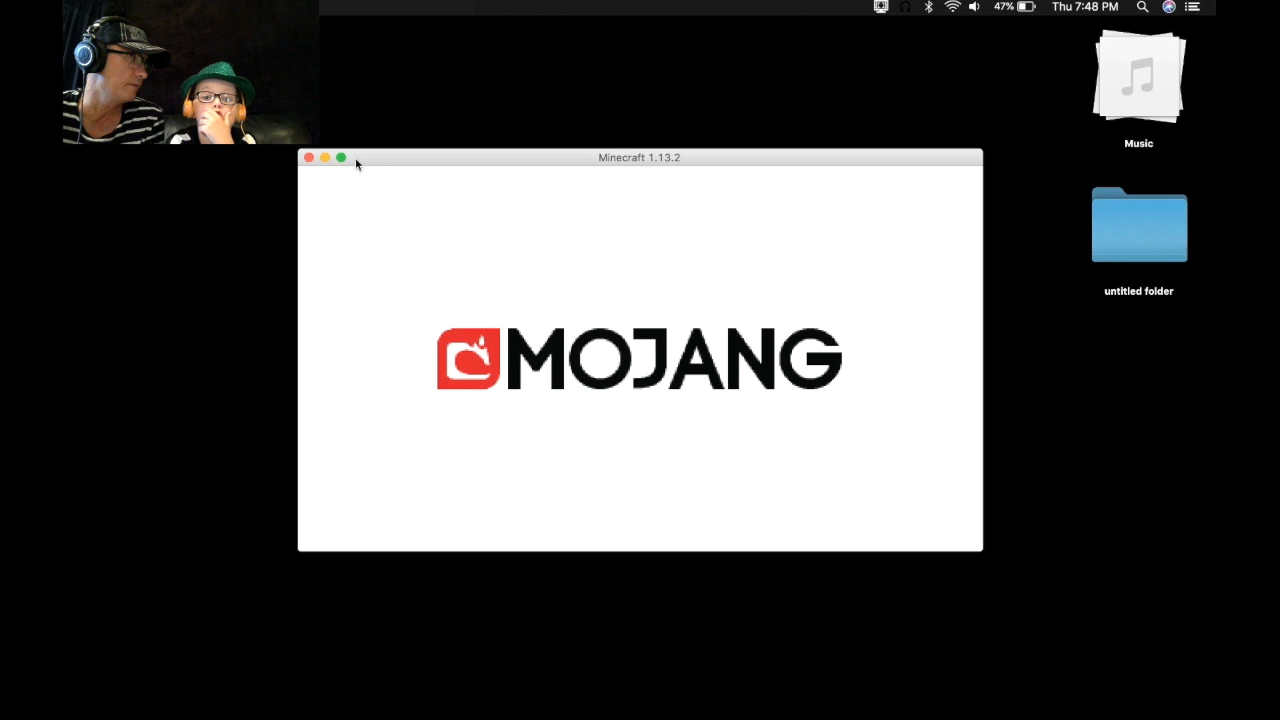 47%
Thu 7:48 PM
Music
Minecraft 1.13.2
untitled folder
MOJANG